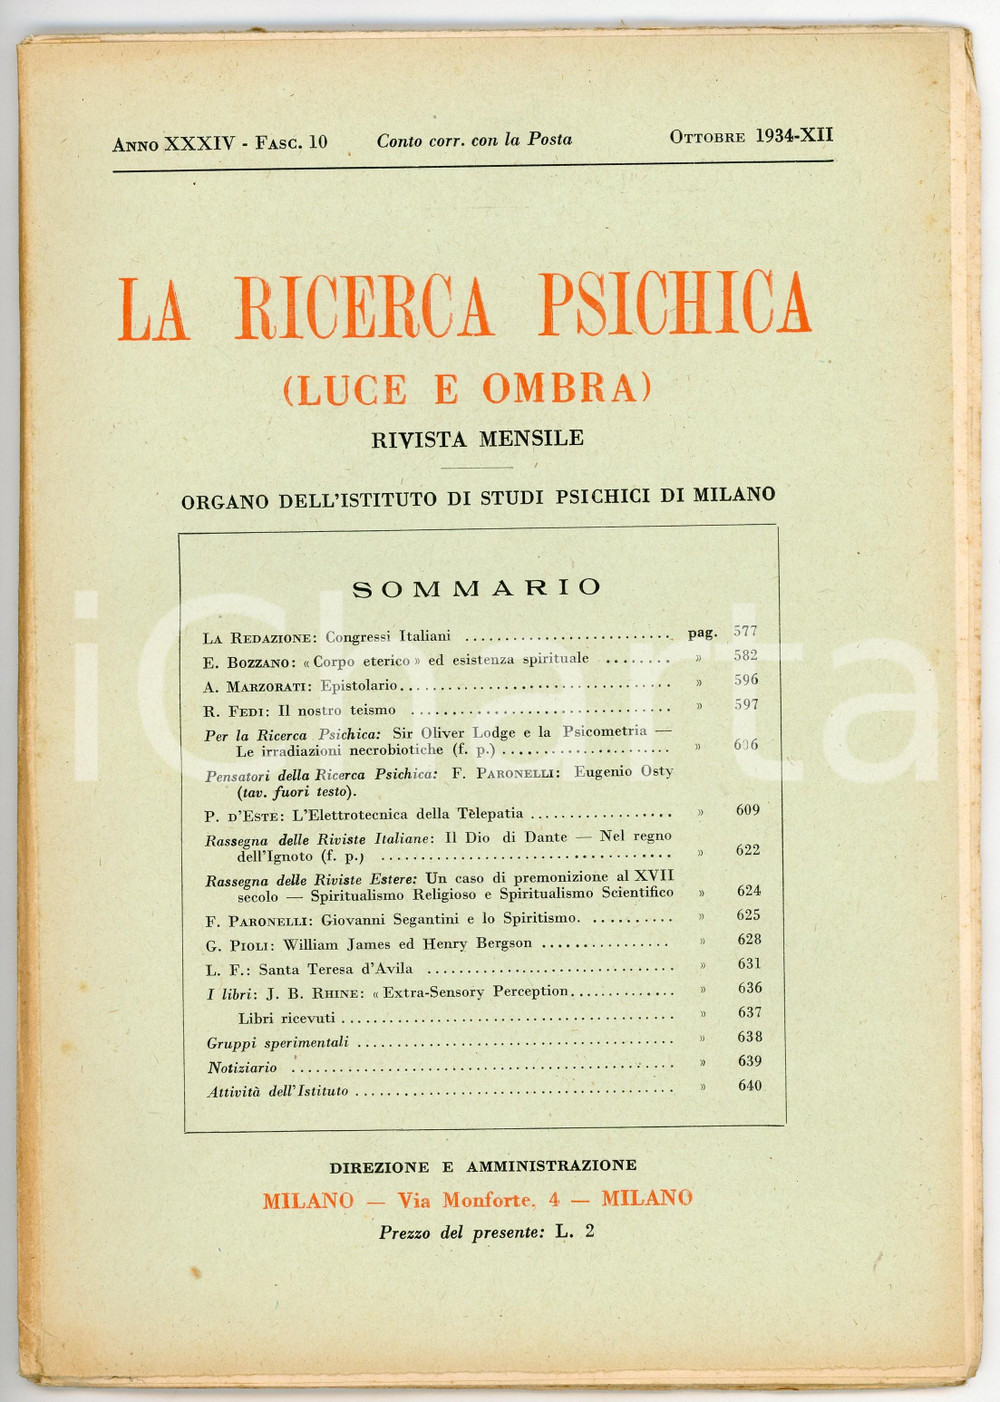 ANNO XXXIV - FASC. 10 Conto corr. con la Posta OTTOBRE 1934-XII
LA RICERCA PSICHICA
(LUCE E OMBRA)
RIVISTA MENSILE
ORGANO DELL'ISTITUTO DI STUDI PSICHICI DI MILANO
SOMMARIO
LA REDAZIONE: Congressi Italiani .......................... pag. 577
E. BOZZANO: « Corpo eterico » ed esistenza spirituale ........ » 582
A. MARZORATI: Epistolario.................................. » 596
R. FEDI: Il nostro teismo ................................. » 597
Per la Ricerca Psichica: Sir Oliver Lodge e la Psicometria —
Le irradiazioni necrobiotiche (f. p.) ..................... » 606
Pensatori della Ricerca Psichica: F. PARONELLI: Eugenio Osty
(tav. fuori testo).
P. D'ESTE: L'Elettrotecnica della Tèlepatia .................. » 609
Rassegna delle Riviste Italiane: Il Dio di Dante — Nel regno
dell'Ignoto (f. p.) ..................................... » 622
Rassegna delle Riviste Estere: Un caso di premonizione al XVII
secolo — Spiritualismo Religioso e Spiritualismo Scientifico » 624
F. PARONELLI: Giovanni Segantini e lo Spiritismo. .......... » 625
G. PIOLI: William James ed Henry Bergson ................ » 628
L. F.: Santa Teresa d'Avila ............................... » 631
I libri: J. B. RHINE: « Extra-Sensory Perception............. » 636
Libri ricevuti .......................................... » 637
Gruppi sperimentali ........................................ » 638
Notiziario ................................................ » 639
Attività dell'Istituto ........................................ » 640
DIREZIONE E AMMINISTRAZIONE
MILANO — Via Monforte, 4 — MILANO
Prezzo del presente: L. 2
iCharta